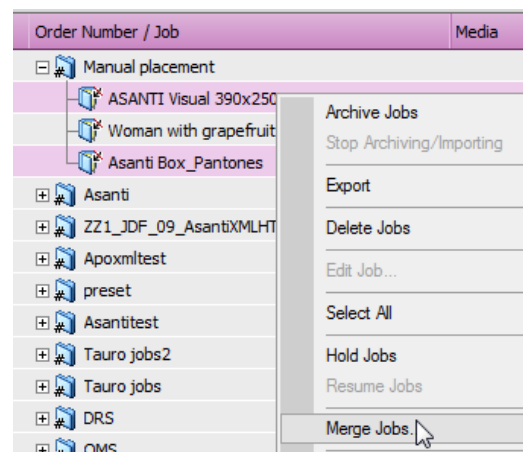 Order Number / Job
Media
Manual placement
ASANTI Visual 390x250
Woman with grapefruit
Asanti Box_Pantones
Asanti
ZZ1_JDF_09_AsantiXMLHT
Apoxmltest
preset
Asantitest
Tauro jobs2
Tauro jobs
DRS
OMS
Archive Jobs
Stop Archiving/Importing
Export
Delete Jobs
Edit Job...
Select All
Hold Jobs
Resume Jobs
Merge Jobs..